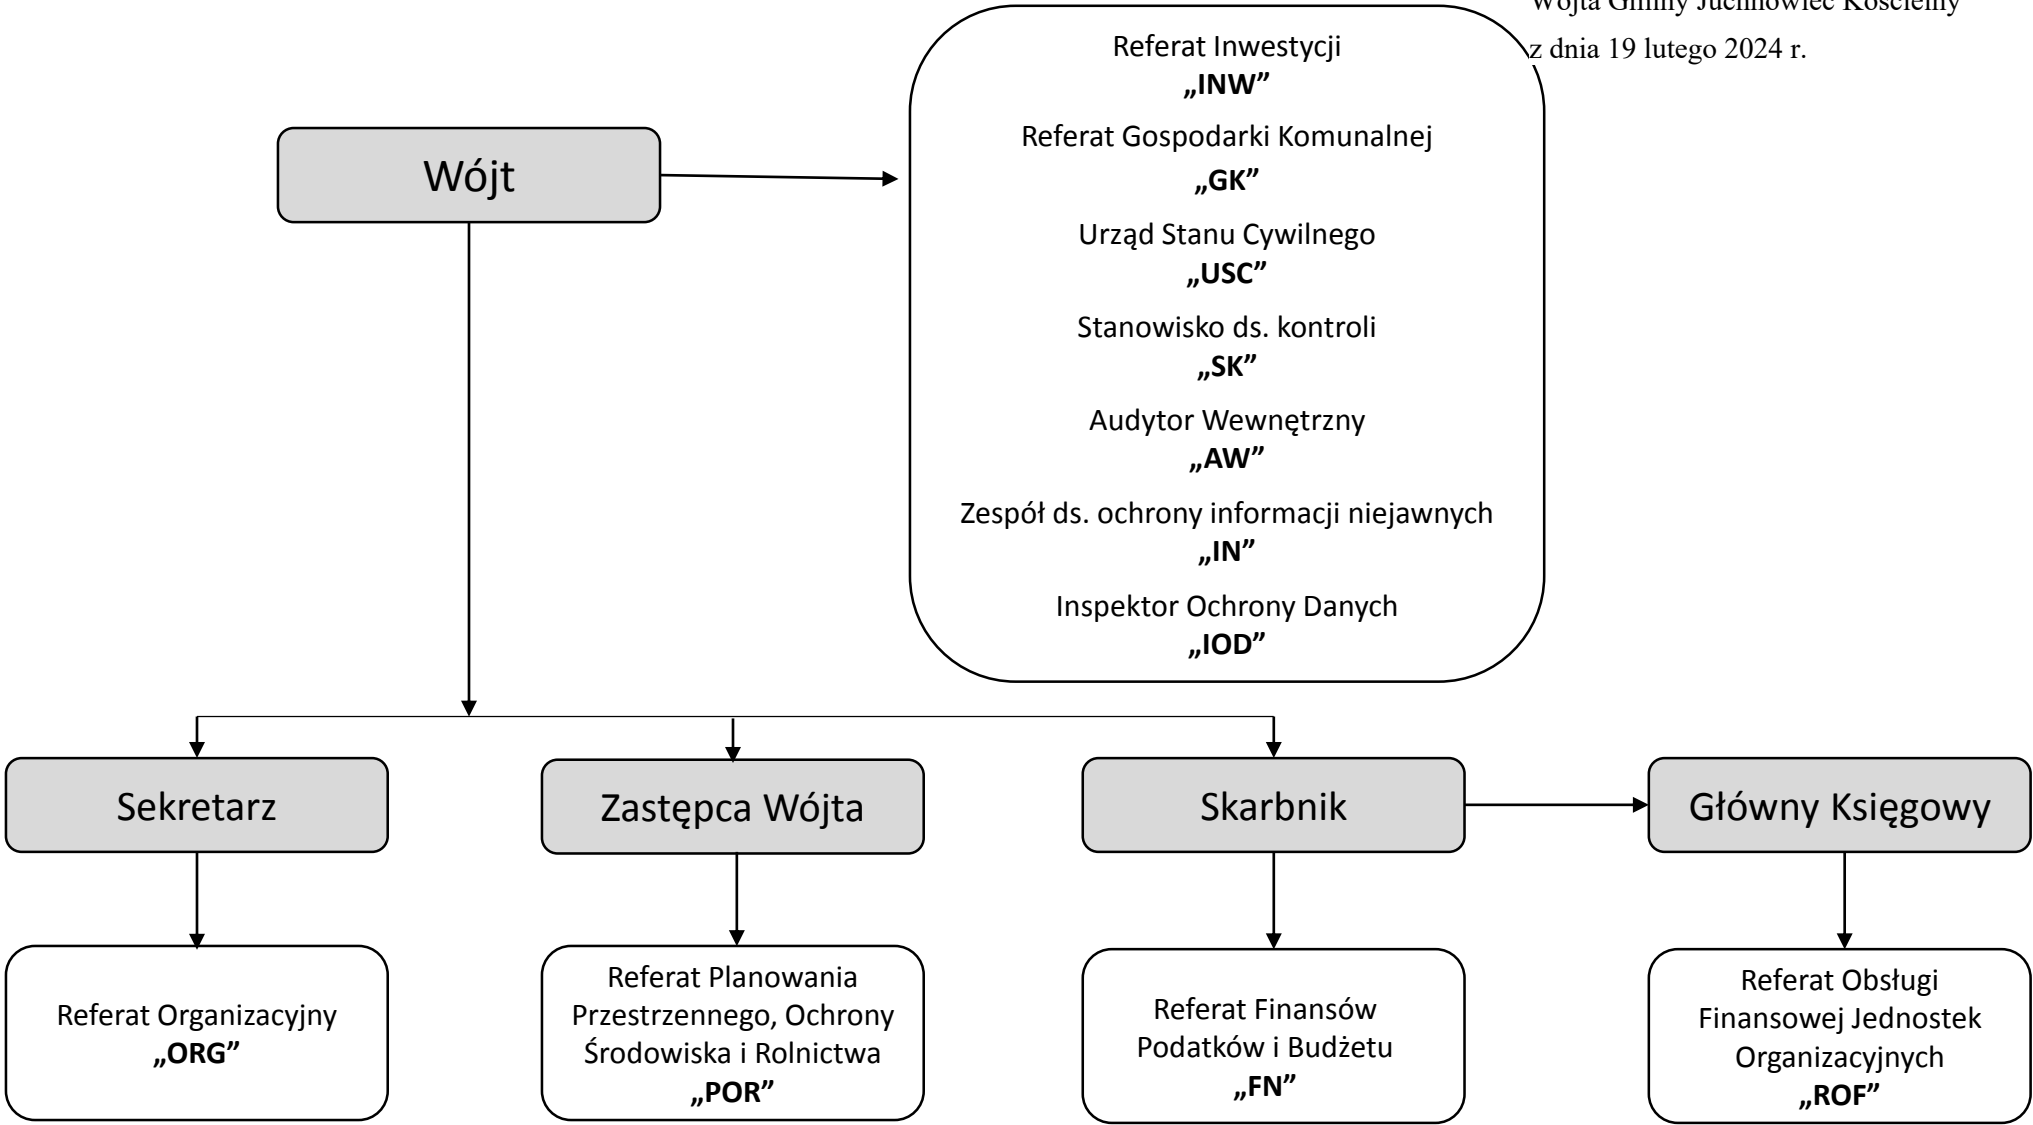 Wójta Gminy Juchnowiec Kościelny
z dnia 19 lutego 2024 r.
Referat Inwestycji
„INW”
Referat Gospodarki Komunalnej
„GK”
Urząd Stanu Cywilnego
„USC”
Stanowisko ds. kontroli
„SK”
Audytor Wewnętrzny
„AW”
Zespół ds. ochrony informacji niejawnych
„IN”
Inspektor Ochrony Danych
„IOD”
Wójt
Sekretarz
Zastępca Wójta
Skarbnik
Główny Księgowy
Referat Organizacyjny
„ORG”
Referat Planowania
Przestrzennego, Ochrony
Środowiska i Rolnictwa
„POR”
Referat Finansów
Podatków i Budżetu
„FN”
Referat Obsługi
Finansowej Jednostek
Organizacyjnych
„ROF”